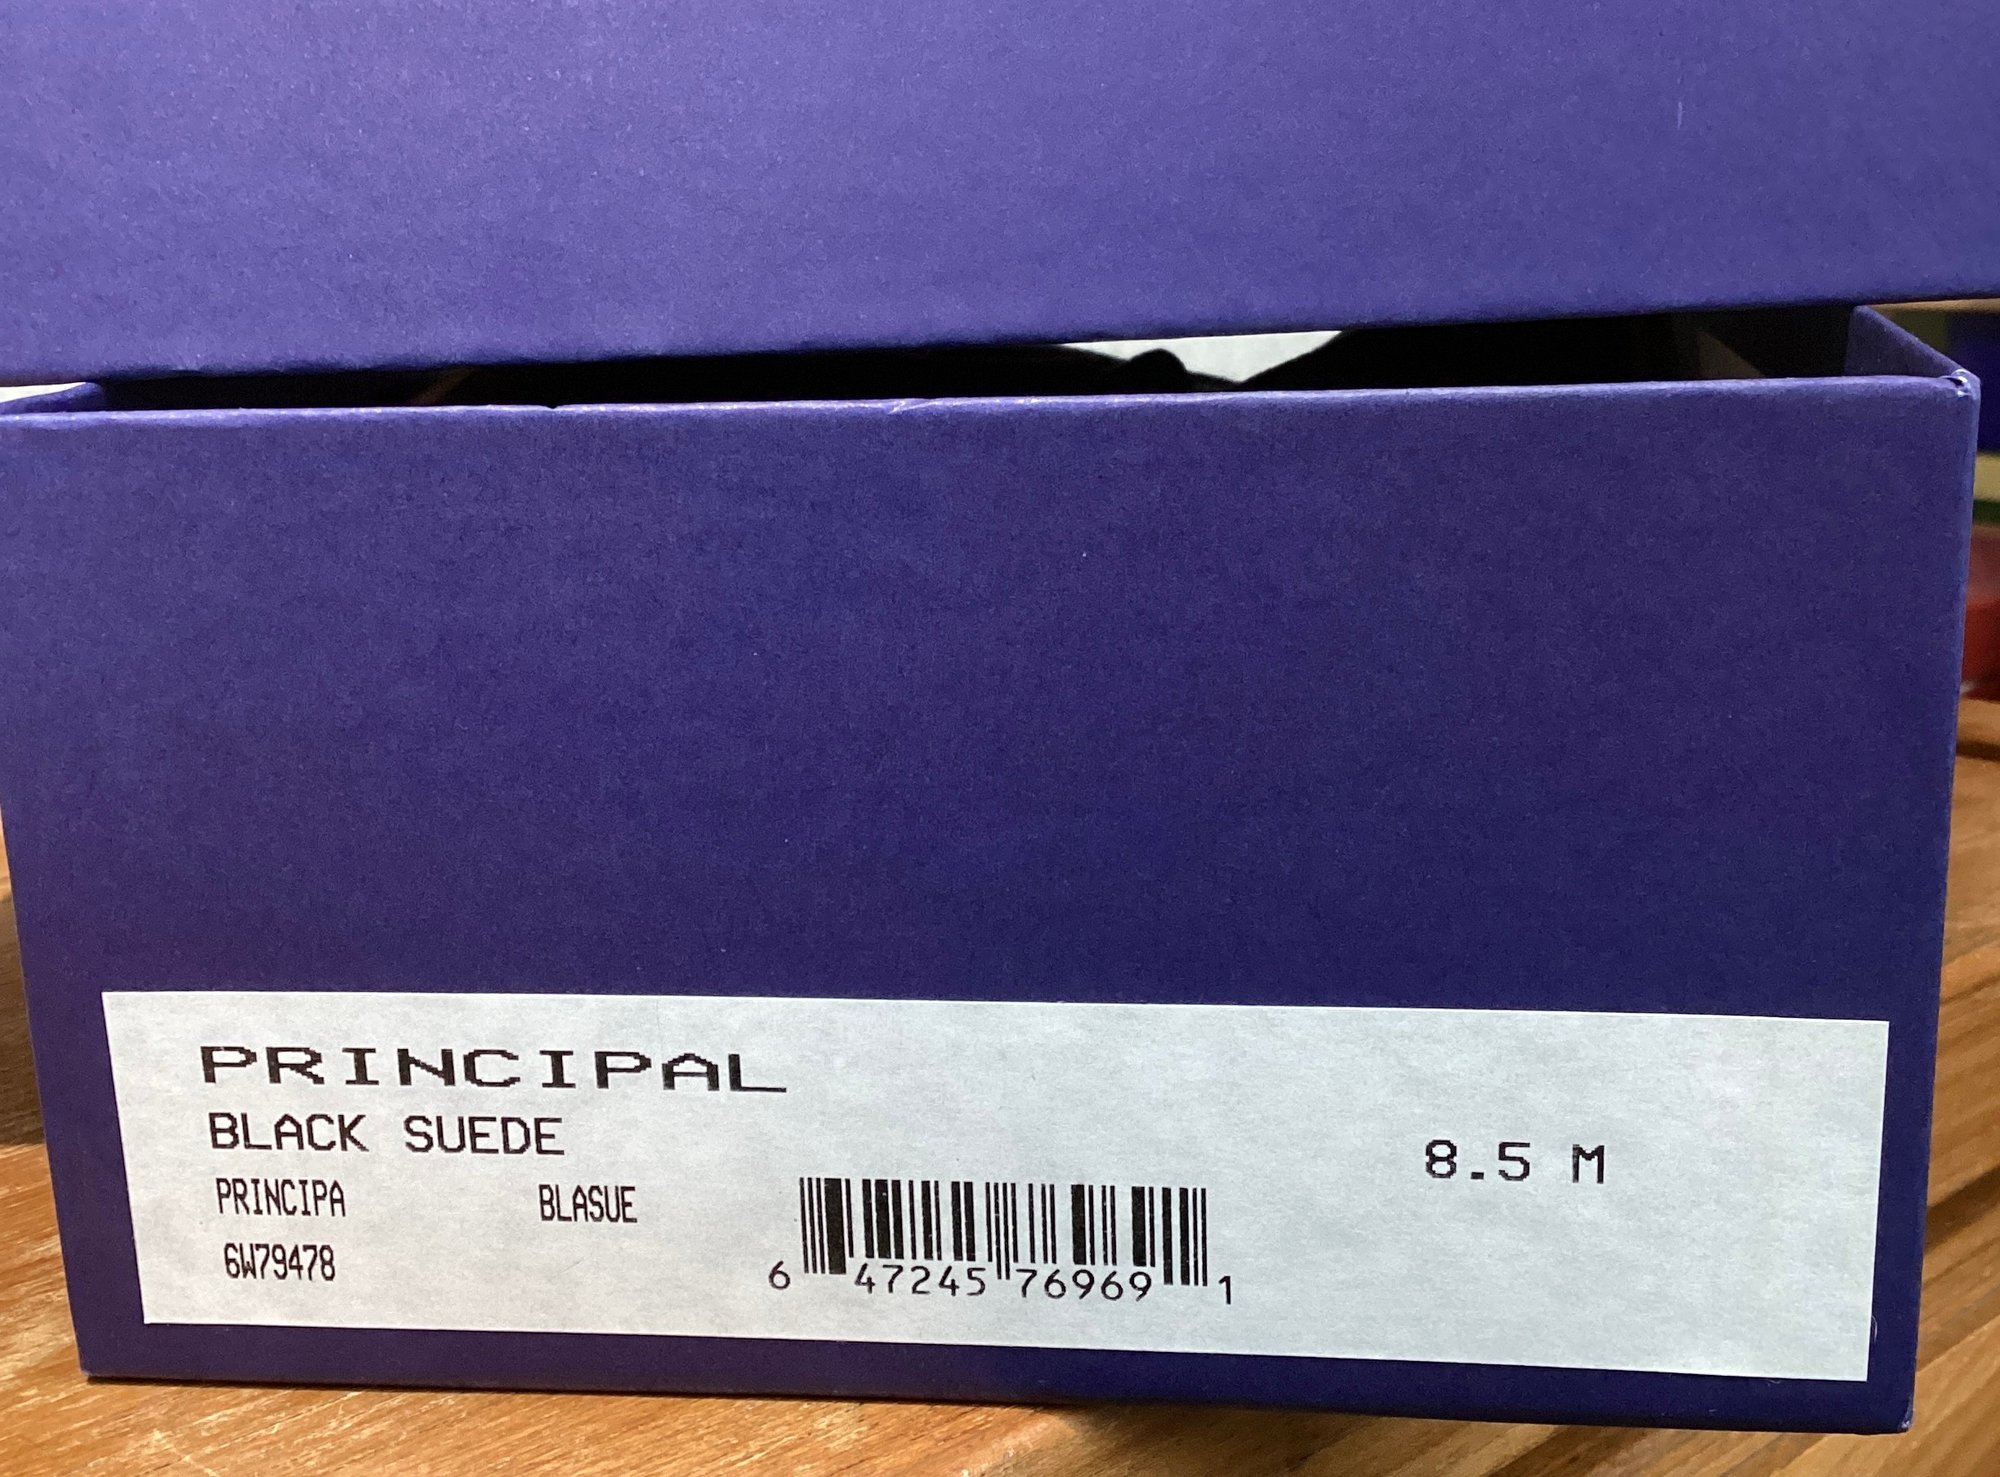 PRINCIPAL
BLACK SUEDE
8.5 M
PRINCIPA BLASUE
6W79478
6 47245 76969 1